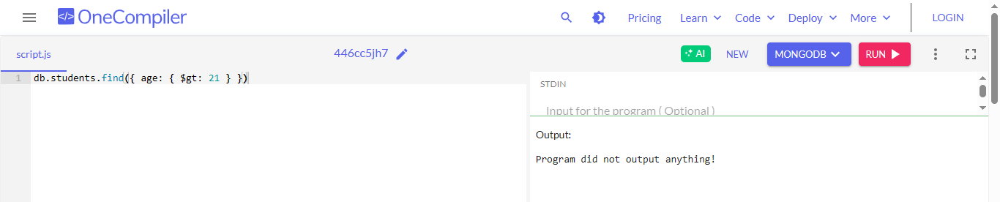 </> OneCompiler
Pricing Learn Code Deploy More LOGIN
script.js
446cc5jh7
AI NEW MONGODB RUN
1 db.students.find({ age: { $gt: 21 } })
STDIN
Input for the program ( Optional )
Output:
Program did not output anything!